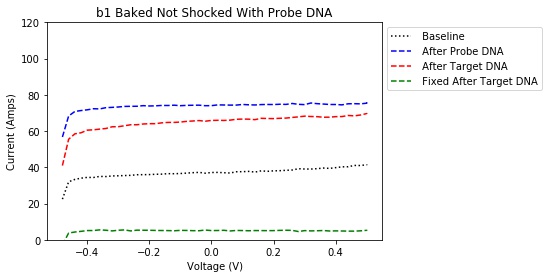 b1 Baked Not Shocked With Probe DNA
120
100
80
60
40
20
0
Current (Amps)
−0.4
−0.2
0.0
0.2
0.4
Voltage (V)
Baseline
After Probe DNA
After Target DNA
Fixed After Target DNA